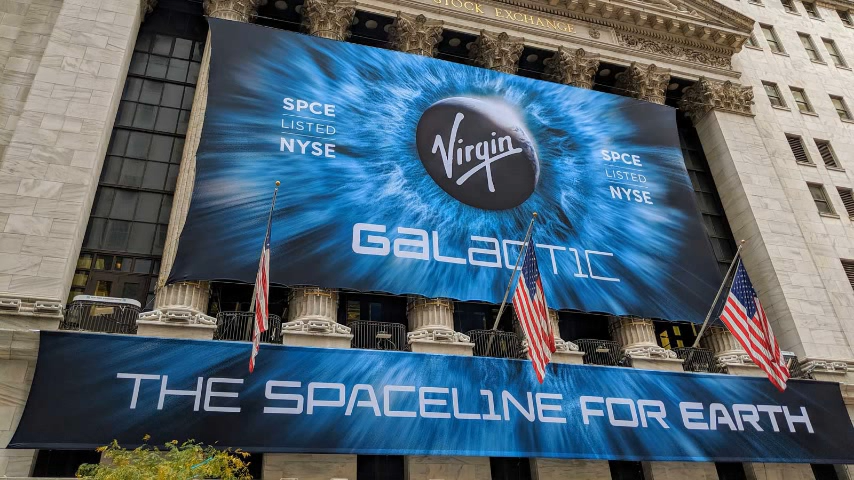 STOCK EXCHANGE
SPCE
LISTED
NYSE
Virgin
GALACTIC
SPCE
LISTED
NYSE
THE SPACELINE FOR EARTH